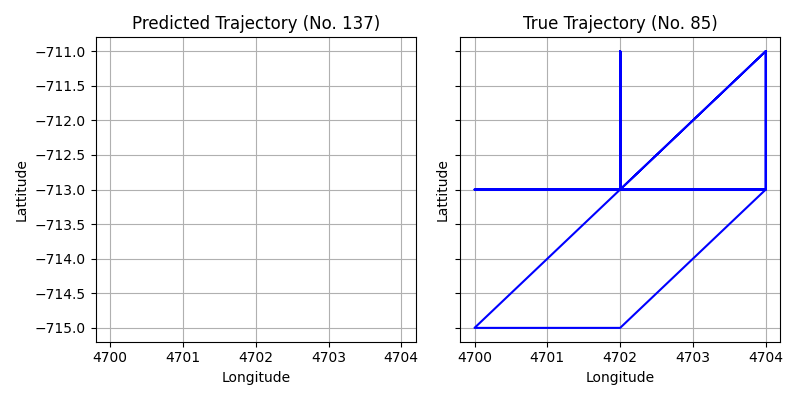 Predicted Trajectory (No. 137)
True Trajectory (No. 85)
Lattitude
−711.0
−711.5
−712.0
−712.5
−713.0
−713.5
−714.0
−714.5
−715.0
4700 4701 4702 4703 4704
Longitude
Lattitude
4700 4701 4702 4703 4704
Longitude